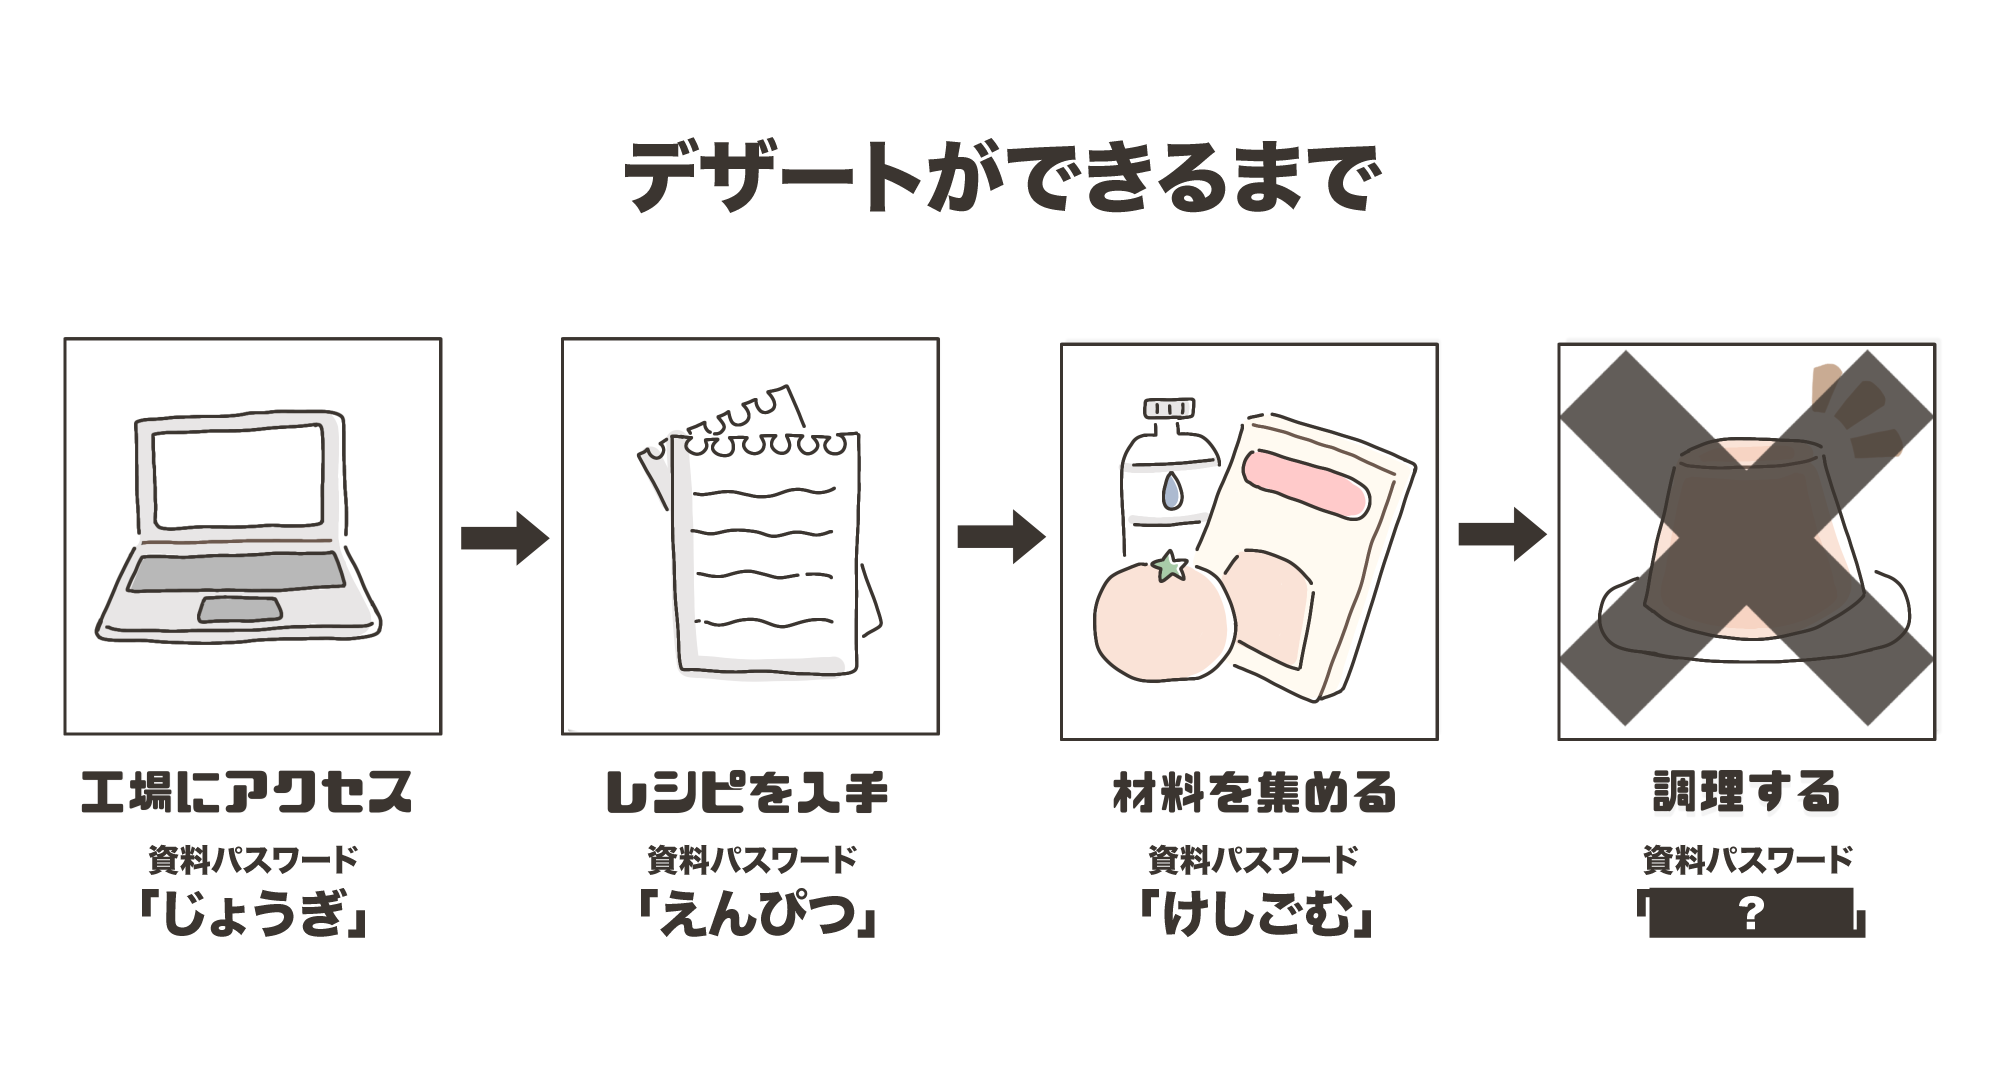 デザートができるまで
工場にアクセス
資料パスワード
「じょうぎ」
レシピを入手
資料パスワード
「えんぴつ」
材料を集める
資料パスワード
「けしごむ」
調理する
資料パスワード
「？」